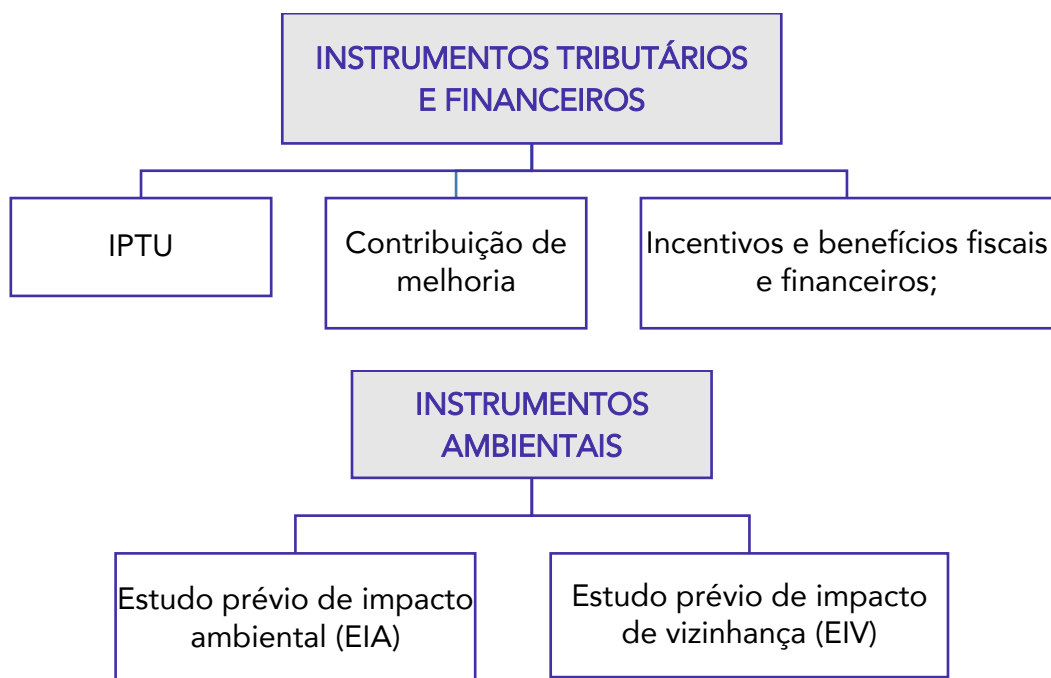 INSTRUMENTOS TRIBUTÁRIOS
E FINANCEIROS
IPTU
Contribuição de
melhoria
Incentivos e benefícios fiscais
e financeiros;
INSTRUMENTOS
AMBIENTAIS
Estudo prévio de impacto
ambiental (EIA)
Estudo prévio de impacto
de vizinhança (EIV)